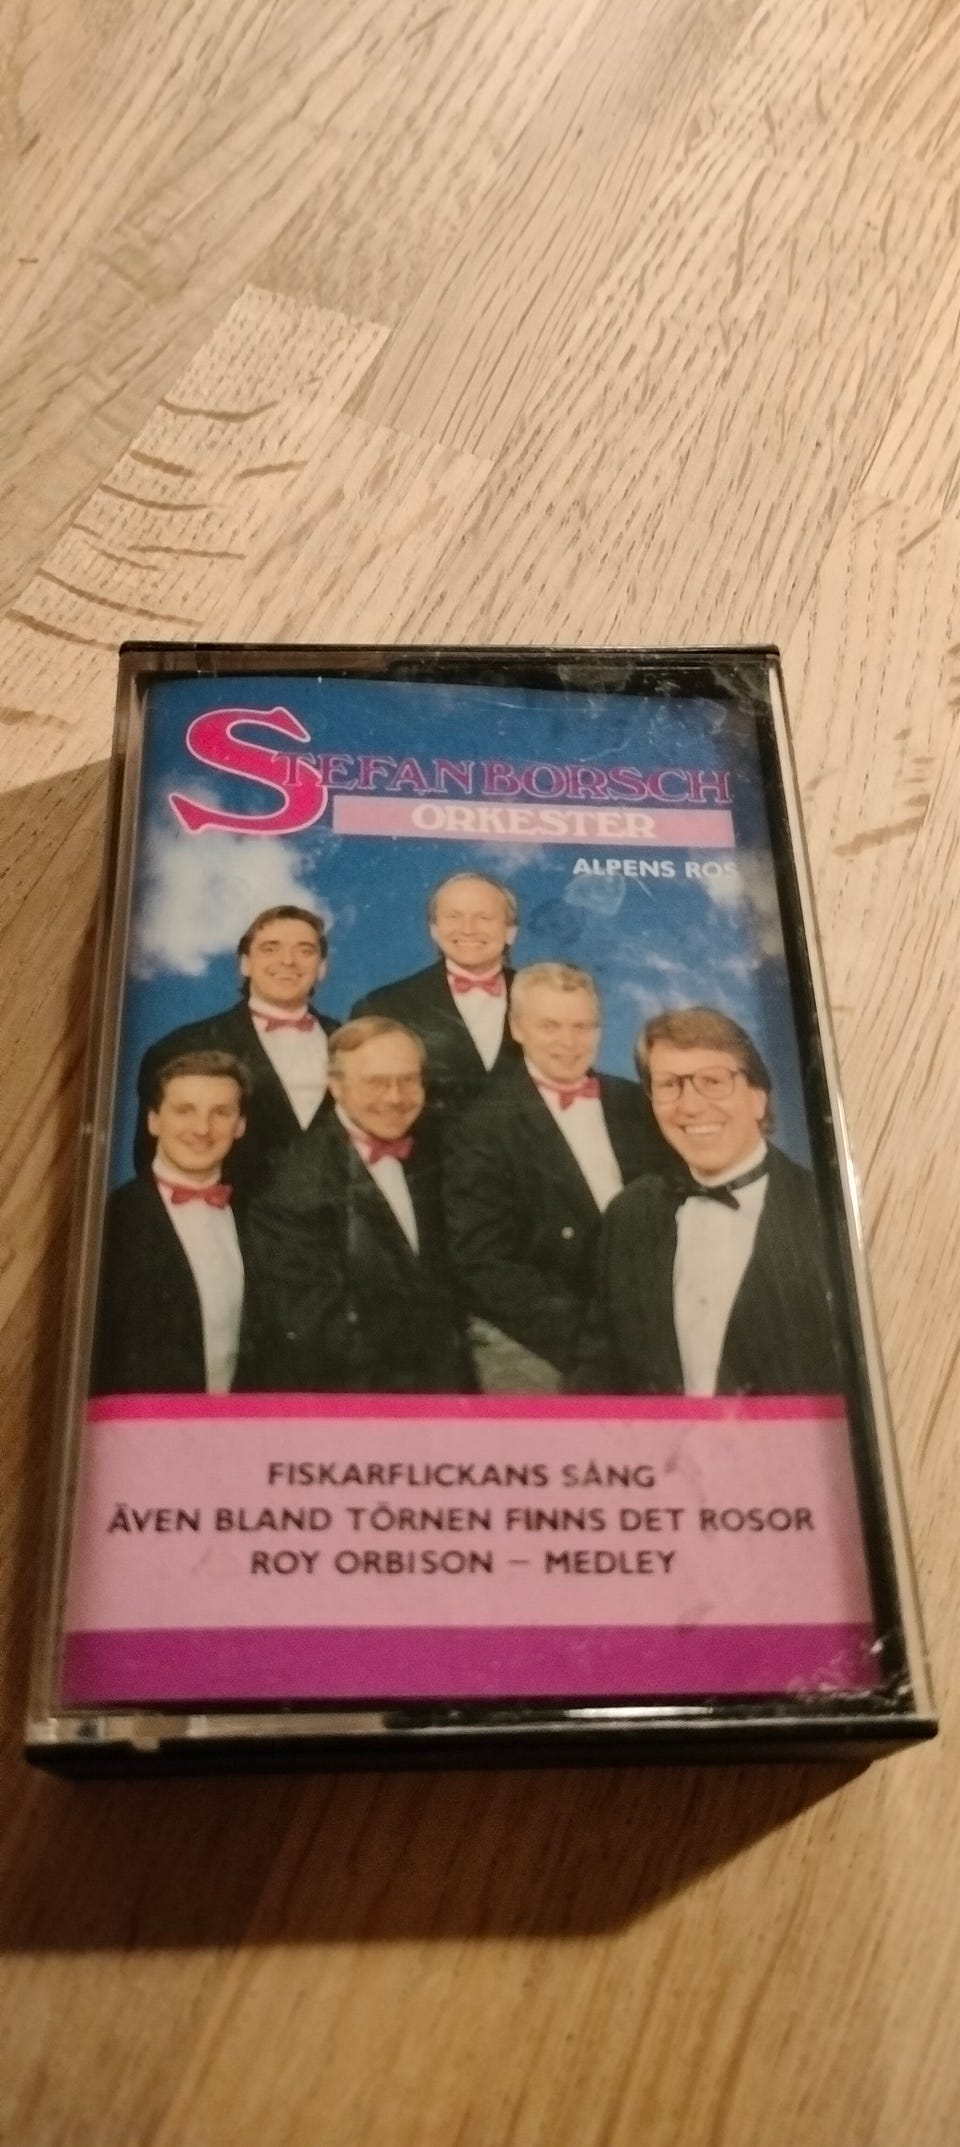 STEFAN BORSCH
ORKESTER
ALPENS ROS
FISKARFLICKANS SÅNG
ÄVEN BLAND TÖRNEN FINNS DET ROSOR
ROY ORBISON – MEDLEY